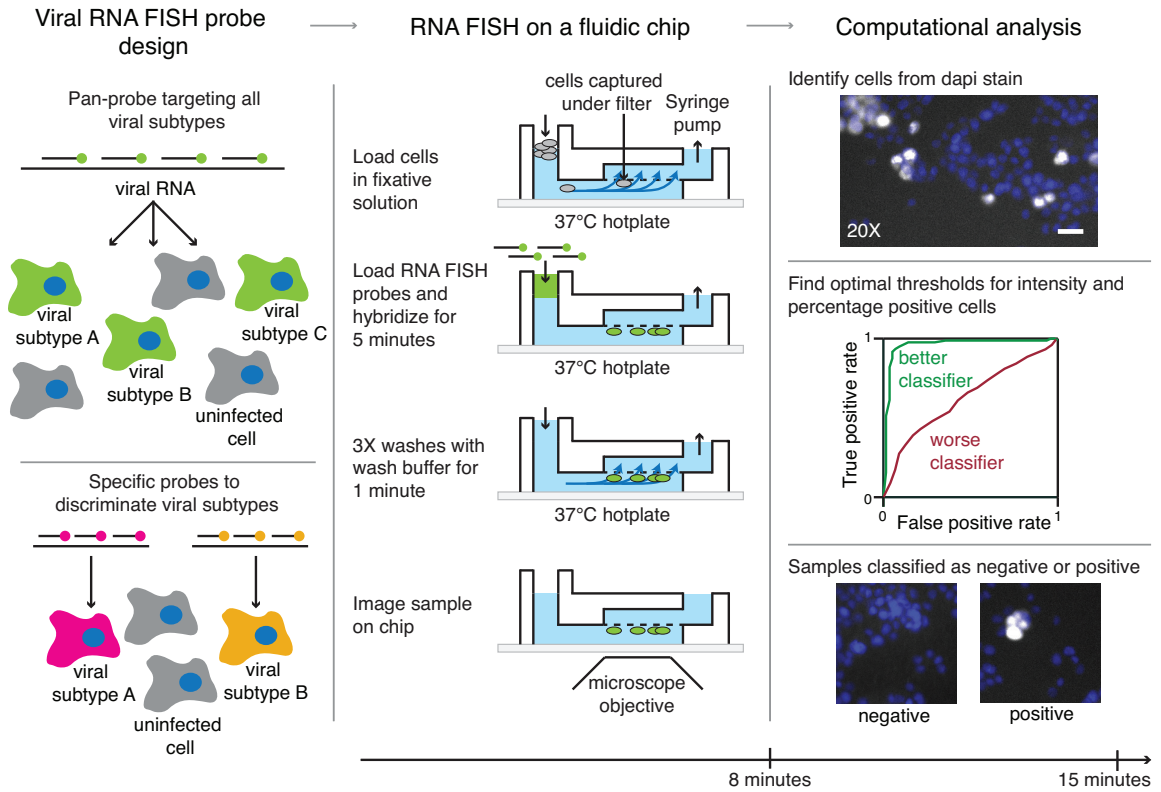 Viral RNA FISH probe
design
RNA FISH on a fluidic chip
Computational analysis
Pan-probe targeting all
viral subtypes
viral RNA
viral
subtype A
viral
subtype B
viral
subtype C
uninfected
cell
Specific probes to
discriminate viral subtypes
viral
subtype A
viral
subtype B
uninfected
cell
cells captured
under filter
Syringe
pump
Load cells
in fixative
solution
37°C hotplate
Load RNA FISH
probes and
hybridize for
5 minutes
37°C hotplate
3X washes with
wash buffer for
1 minute
37°C hotplate
Image sample
on chip
microscope
objective
Identify cells from dapi stain
20X
Find optimal thresholds for intensity and
percentage positive cells
1
better
classifier
worse
classifier
True positive rate
0
0
False positive rate
1
Samples classified as negative or positive
negative
positive
8 minutes
15 minutes